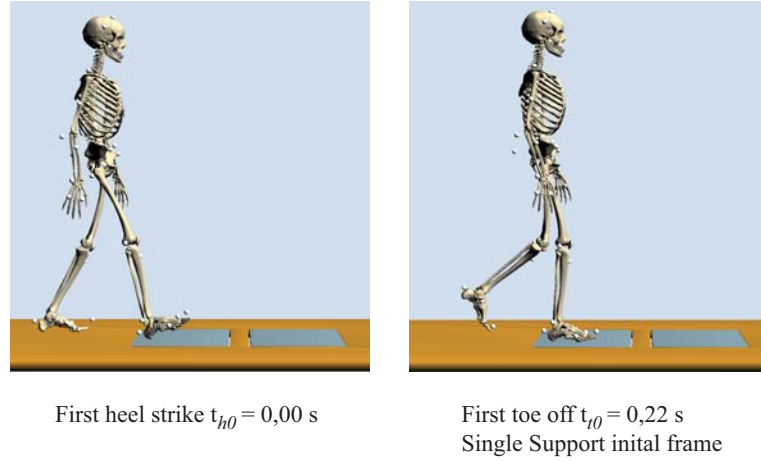 First heel strike t_h0 = 0,00 s
First toe off t_t0 = 0,22 s
Single Support inital frame